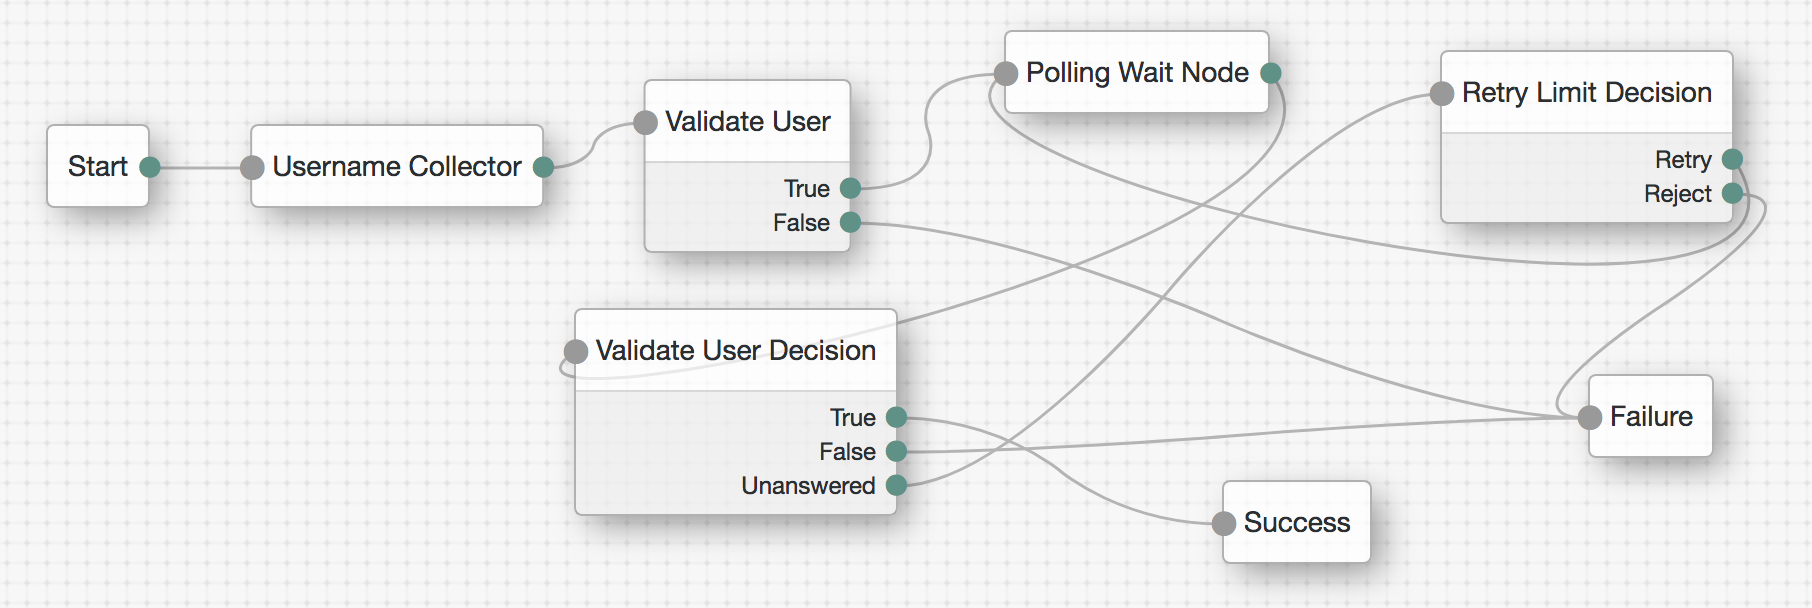 Start
Username Collector
Validate User
True
False
Polling Wait Node
Retry Limit Decision
Retry
Reject
Validate User Decision
True
False
Unanswered
Failure
Success